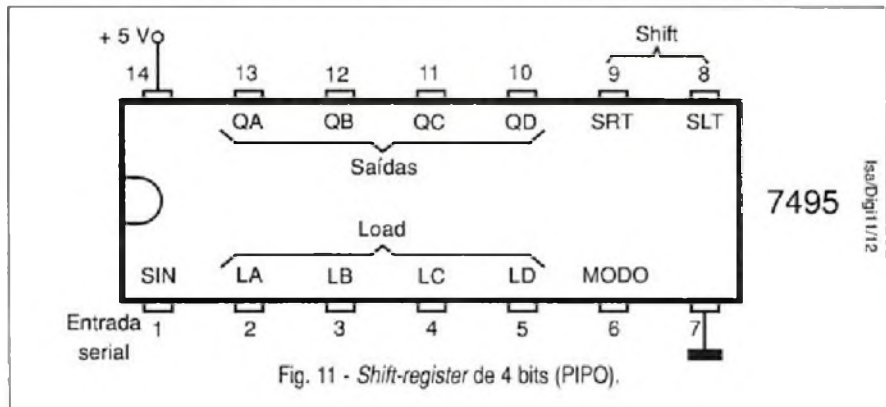 Shift
+ 5 V
14 13 12 11 10 9 8
QA QB QC QD SRT SLT
Saídas
7495
Isa/Digi11/12
Load
SIN LA LB LC LD MODO
Entrada
serial
1 2 3 4 5 6 7
Fig. 11 - Shift-register de 4 bits (PIPO).